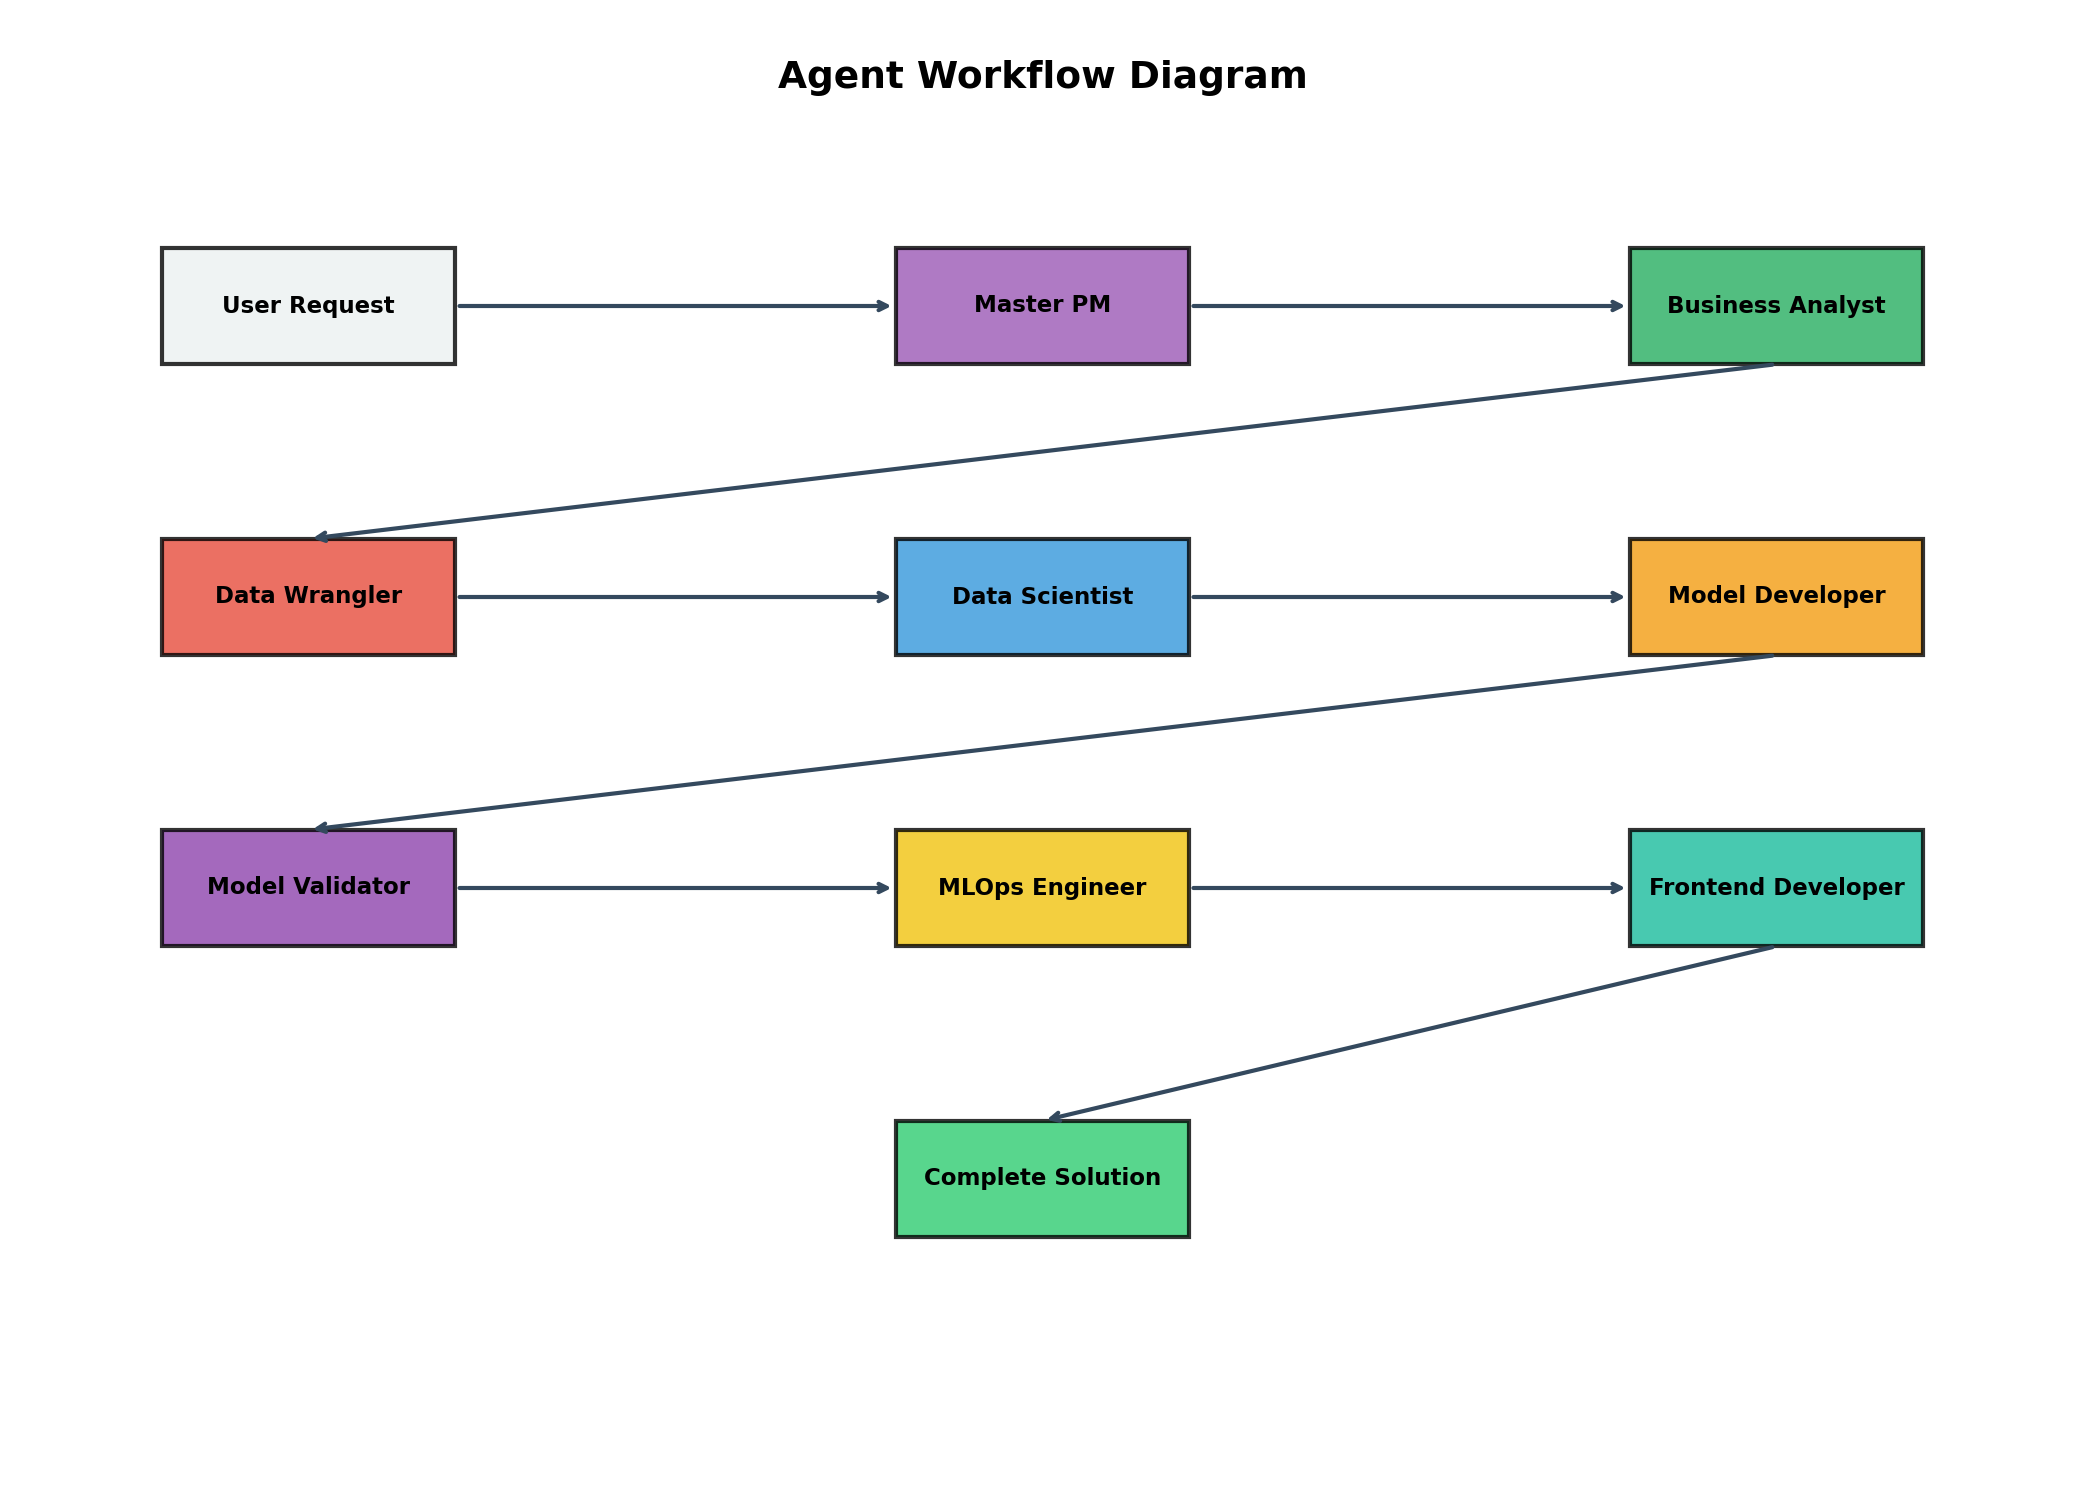 Agent Workflow Diagram
User Request
Master PM
Business Analyst
Data Wrangler
Data Scientist
Model Developer
Model Validator
MLOps Engineer
Frontend Developer
Complete Solution